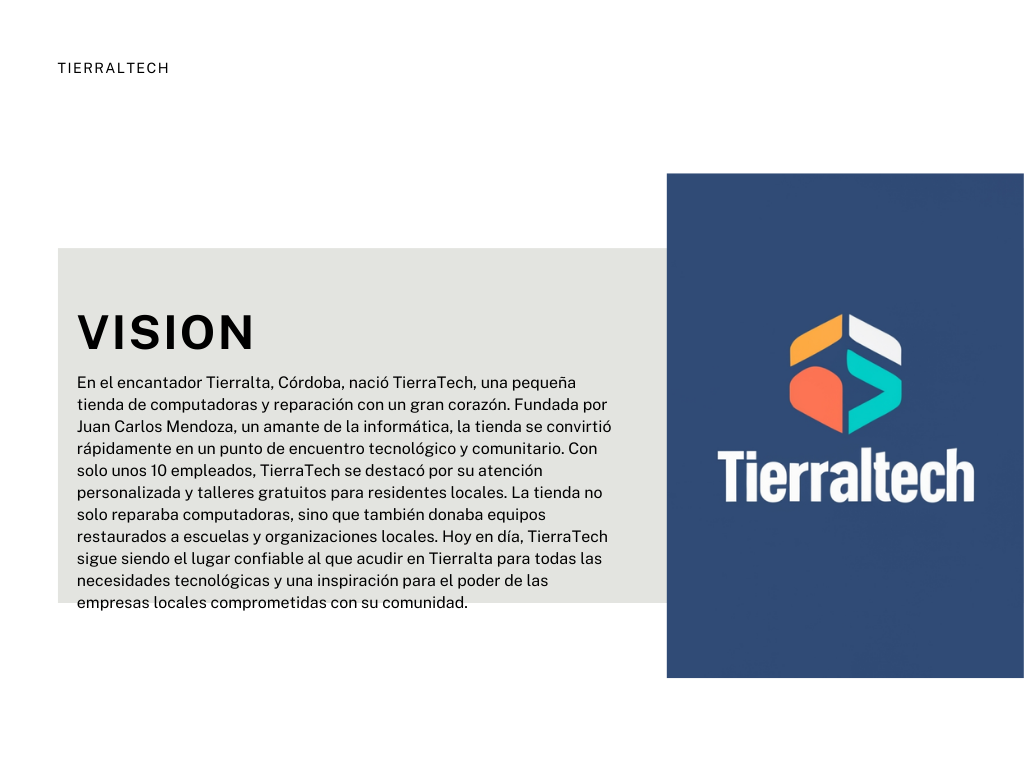 TIERRALTECH
VISION
En el encantador Tierralta, Córdoba, nació TierraTech, una pequeña
tienda de computadoras y reparación con un gran corazón. Fundada por
Juan Carlos Mendoza, un amante de la informática, la tienda se convirtió
rápidamente en un punto de encuentro tecnológico y comunitario. Con
solo unos 10 empleados, TierraTech se destacó por su atención
personalizada y talleres gratuitos para residentes locales. La tienda no
solo reparaba computadoras, sino que también donaba equipos
restaurados a escuelas y organizaciones locales. Hoy en día, TierraTech
sigue siendo el lugar confiable al que acudir en Tierralta para todas las
necesidades tecnológicas y una inspiración para el poder de las
empresas locales comprometidas con su comunidad.
Tierraltech